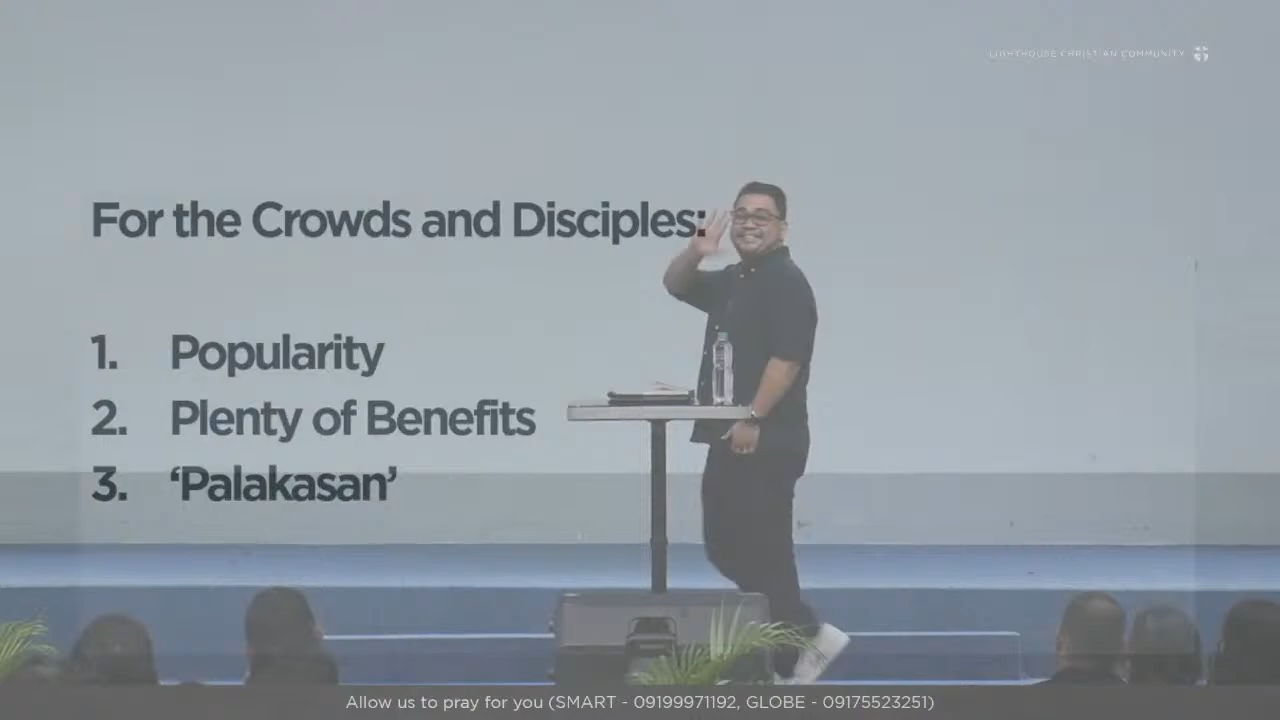 LIGHTHOUSE CHRISTIAN COMMUNITY
For the Crowds and Disciples:
1. Popularity
2. Plenty of Benefits
3. ‘Palakasan’
Allow us to pray for you (SMART - 09199971192, GLOBE - 09175523251)